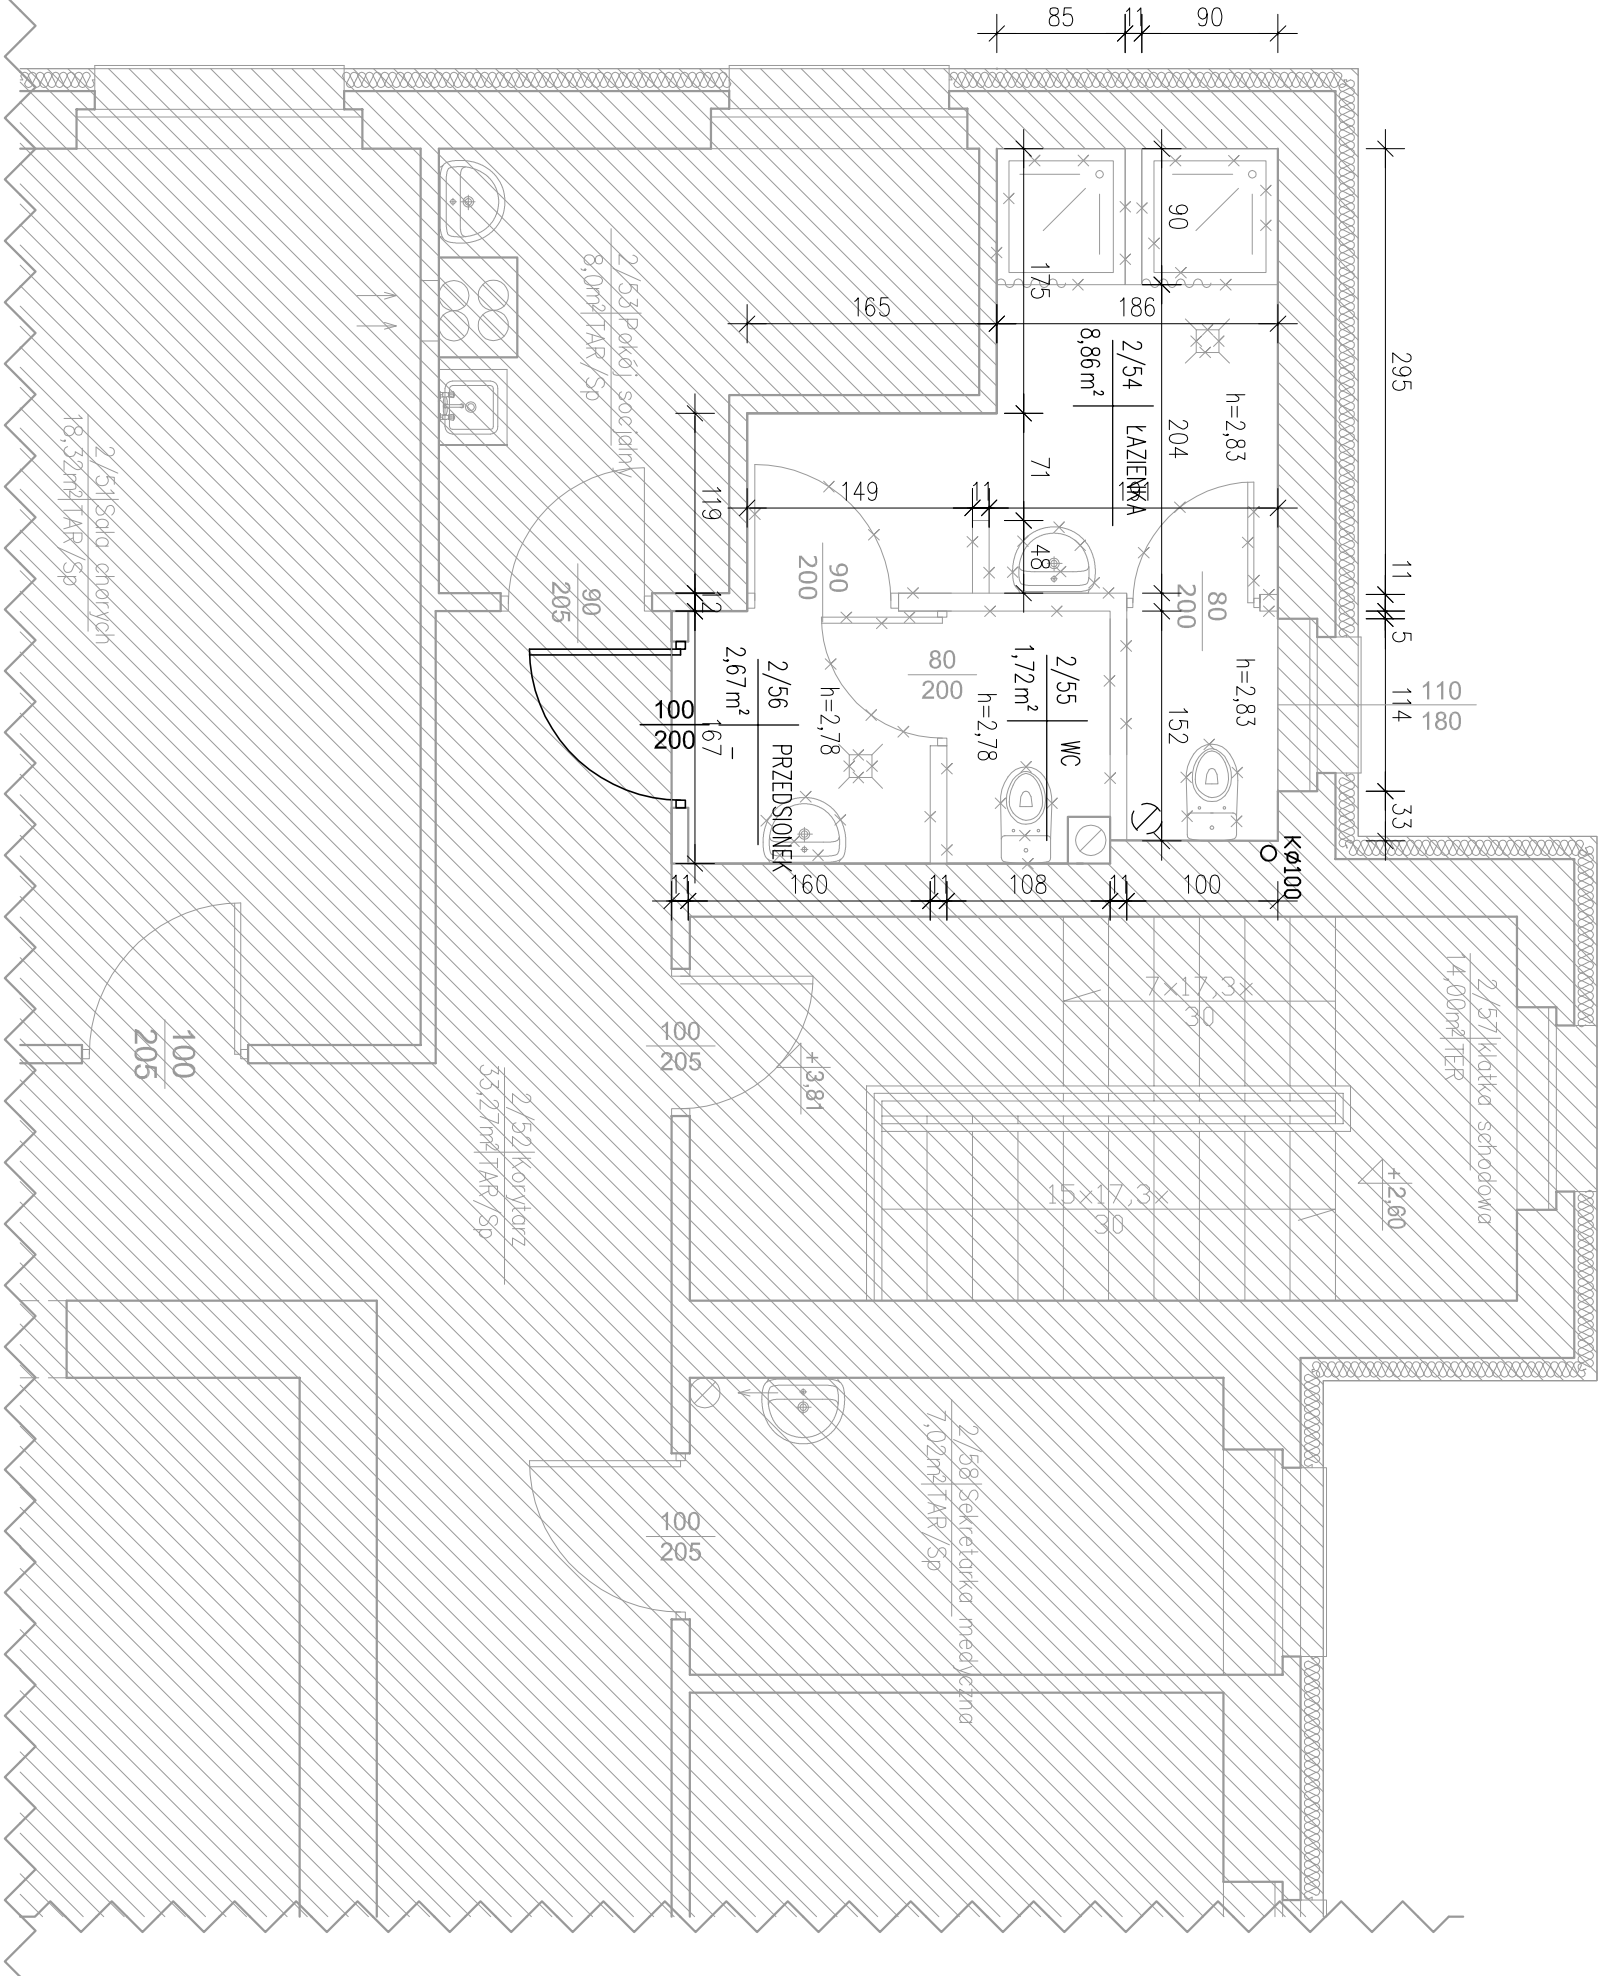 85
11
90
90
175
165
186
295
2/53 Pokój socjalny
8,0m² TAR/Sp
2/54
8,86m²
ŁAZIENKA
h=2,83
204
2/51 Sala chorych
18,32m² TAR/Sp
119
149
11
71
48
90
200
90
205
80
200
11
5
114
33
110
180
12
h=2,83
152
80
200
2/55
1,72m²
WC
h=2,78
2/56
2,67m²
PRZEDSIONEK
h=2,78
100
200
167
Kø100
11
160
11
108
11
100
7×17,3×
30
2/57 klatka schodowa
14,00m² TER
100
205
+3,81
100
205
2/52 Korytarz
33,27m² TAR/Sp
15×17,3×
30
+2,60
2/58 Sekretarka medyczna
7,02m² TAR/Sp
100
205